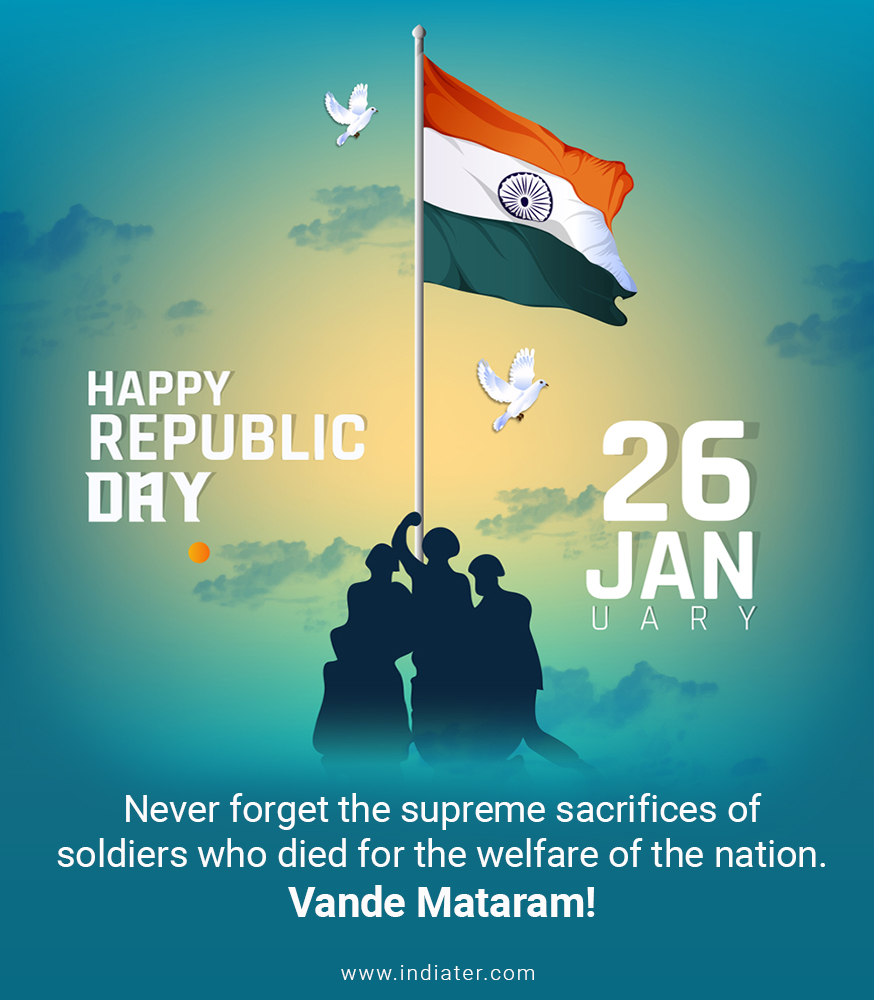 HAPPY
REPUBLIC
DAY
26
JAN
UARY
Never forget the supreme sacrifices of
soldiers who died for the welfare of the nation.
Vande Mataram!
www.indiater.com